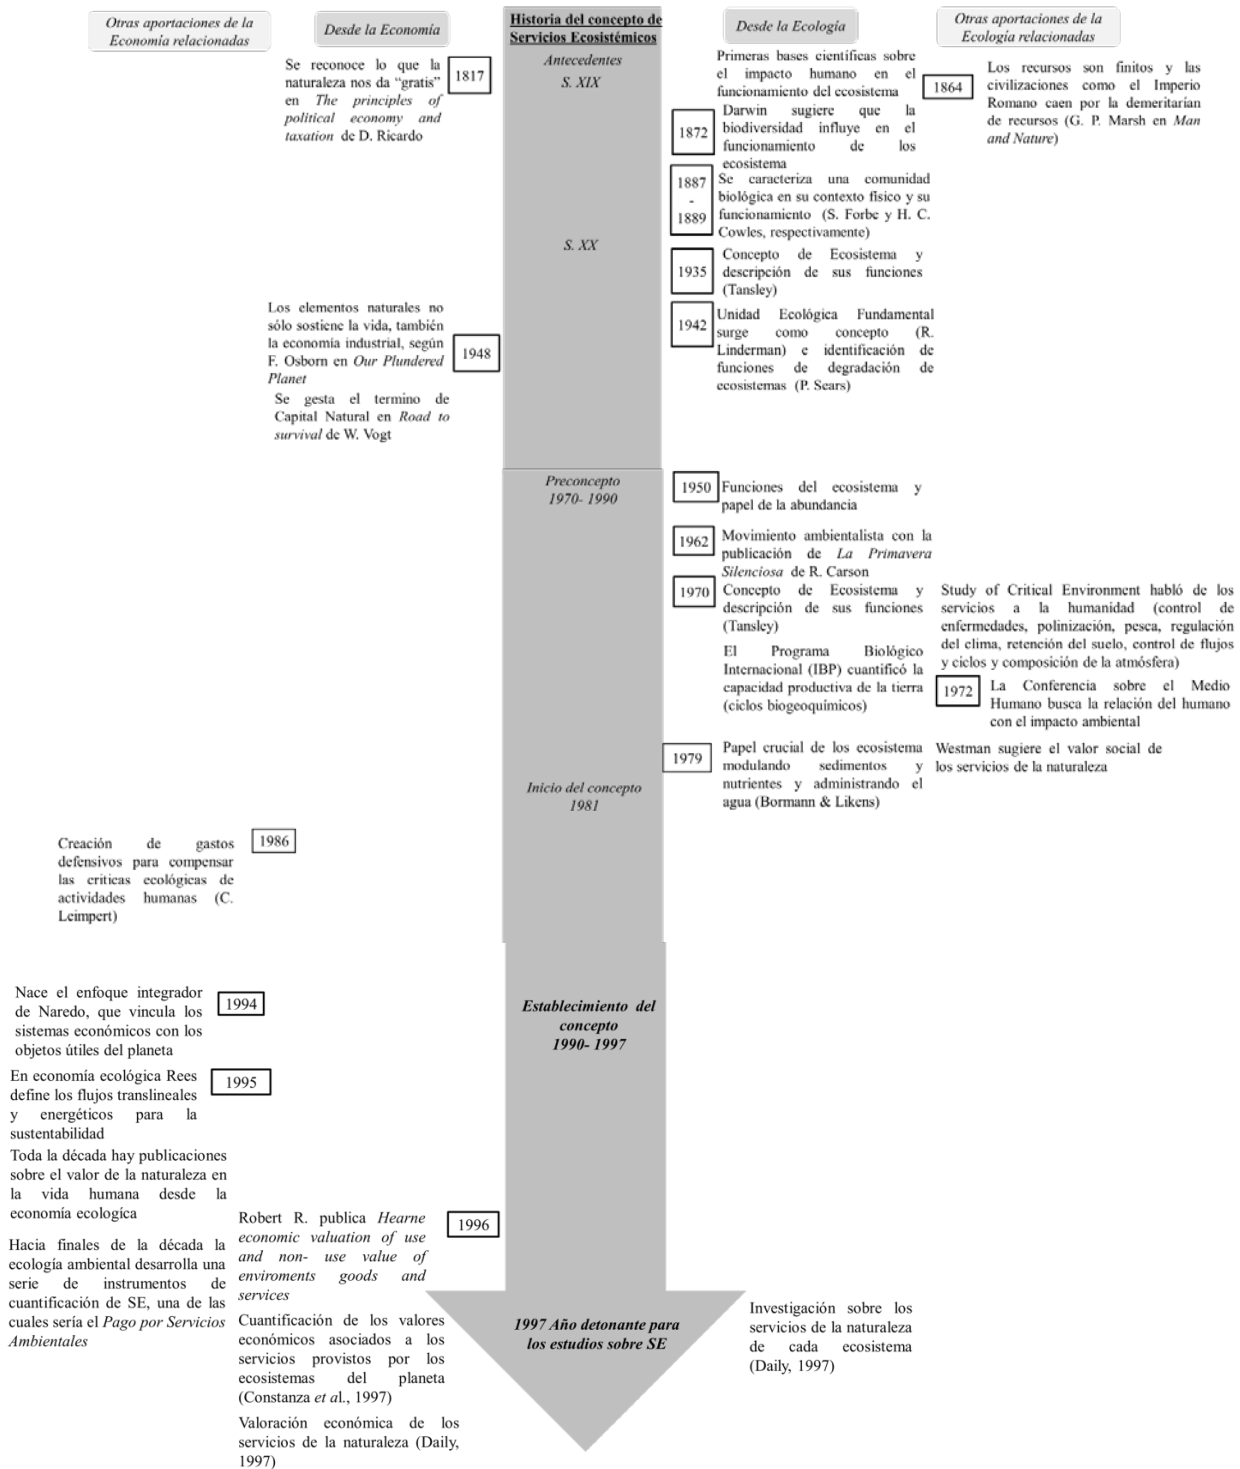 Otras aportaciones de la
Economía relacionadas
Desde la Economía
Historia del concepto de
Servicios Ecosistémicos
Desde la Ecología
Otras aportaciones de la
Ecología relacionadas
Antecedentes
S. XIX
Se reconoce lo que la
naturaleza nos da “gratis”
en The principles of
political economy and
taxation de D. Ricardo
1817
Primeras bases científicas sobre
el impacto humano en el
funcionamiento del ecosistema
1864
Los recursos son finitos y las
civilizaciones como el Imperio
Romano caen por la demeritarían
de recursos (G. P. Marsh en Man
and Nature)
1872
Darwin sugiere que la
biodiversidad influye en el
funcionamiento de los
ecosistema
1887
-
1889
Se caracteriza una comunidad
biológica en su contexto físico y su
funcionamiento (S. Forbe y H. C.
Cowles, respectivamente)
S. XX
1935
Concepto de Ecosistema y
descripción de sus funciones
(Tansley)
1942
Unidad Ecológica Fundamental
surge como concepto (R.
Linderman) e identificación de
funciones de degradación de
ecosistemas (P. Sears)
Los elementos naturales no
sólo sostiene la vida, también
la economía industrial, según
F. Osborn en Our Plundered
Planet
1948
Se gesta el termino de
Capital Natural en Road to
survival de W. Vogt
Preconcepto
1970- 1990
1950
Funciones del ecosistema y
papel de la abundancia
1962
Movimiento ambientalista con la
publicación de La Primavera
Silenciosa de R. Carson
1970
Concepto de Ecosistema y
descripción de sus funciones
(Tansley)
Study of Critical Environment habló de los
servicios a la humanidad (control de
enfermedades, polinización, pesca, regulación
del clima, retención del suelo, control de flujos
y ciclos y composición de la atmósfera)
El Programa Biológico
Internacional (IBP) cuantificó la
capacidad productiva de la tierra
(ciclos biogeoquímicos)
1972
La Conferencia sobre el Medio
Humano busca la relación del humano
con el impacto ambiental
1979
Papel crucial de los ecosistema
modulando sedimentos y
nutrientes y administrando el
agua (Bormann & Likens)
Westman sugiere el valor social de
los servicios de la naturaleza
Inicio del concepto
1981
Creación de gastos
defensivos para compensar
las criticas ecológicas de
actividades humanas (C.
Leimpert)
1986
Nace el enfoque integrador
de Naredo, que vincula los
sistemas económicos con los
objetos útiles del planeta
1994
Establecimiento del
concepto
1990- 1997
En economía ecológica Rees
define los flujos translineales
y energéticos para la
sustentabilidad
1995
Toda la década hay publicaciones
sobre el valor de la naturaleza en
la vida humana desde la
economía ecologíca
Hacia finales de la década la
ecología ambiental desarrolla una
serie de instrumentos de
cuantificación de SE, una de las
cuales sería el Pago por Servicios
Ambientales
Robert R. publica Hearne
economic valuation of use
and non- use value of
enviroments goods and
services
1996
Cuantificación de los valores
económicos asociados a los
servicios provistos por los
ecosistemas del planeta
(Constanza et al., 1997)
Valoración económica de los
servicios de la naturaleza (Daily,
1997)
1997 Año detonante para
los estudios sobre SE
Investigación sobre los
servicios de la naturaleza
de cada ecosistema
(Daily, 1997)